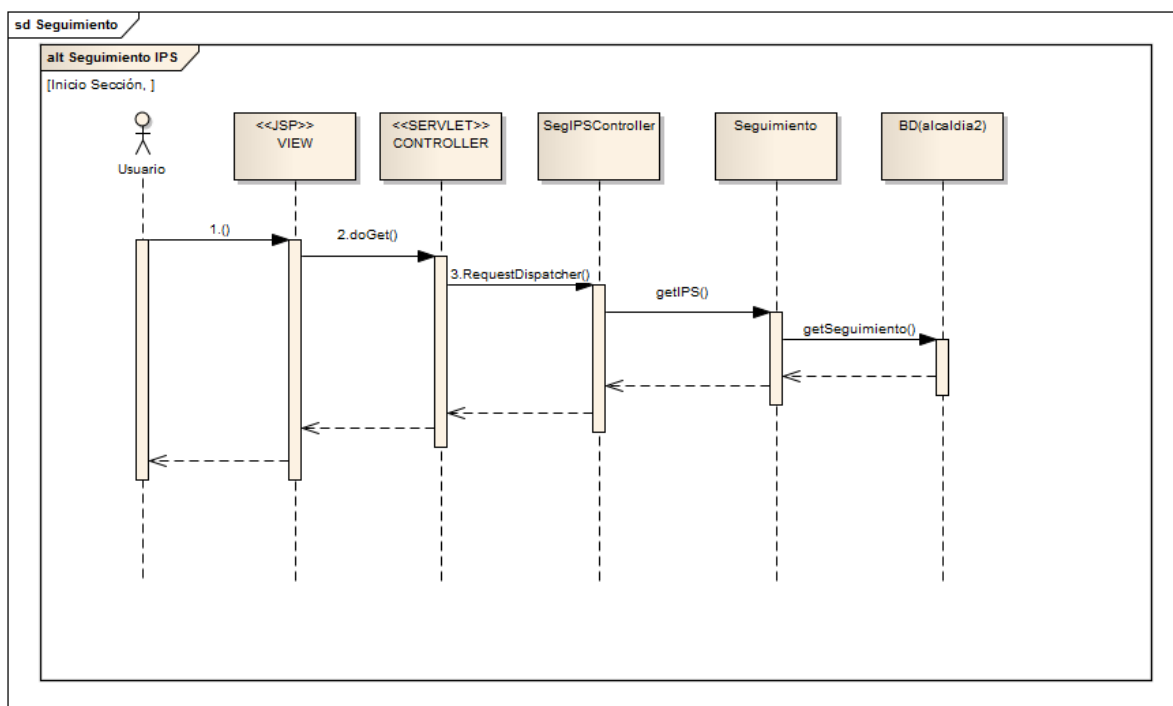 sd Seguimiento
alt Seguimiento IPS
[Inicio Sección, ]
Usuario
<<JSP>>
VIEW
<<SERVLET>>
CONTROLLER
SegIPSController
Seguimiento
BD(alcaldia2)
1.()
2.doGet()
3.RequestDispatcher()
getIPS()
getSeguimiento()